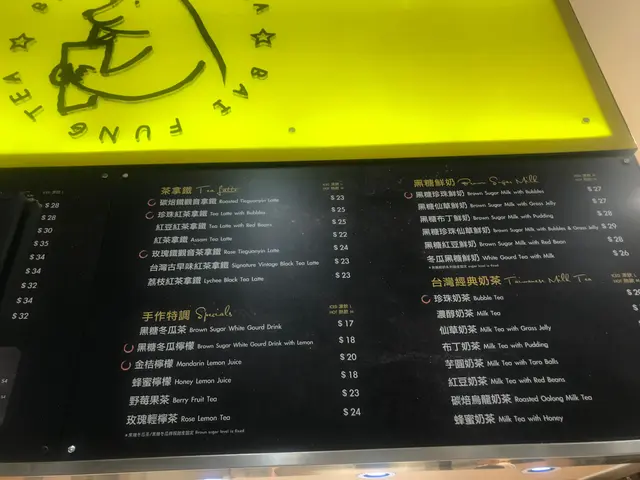 TEA
FUNG
BAI
$ 28
$ 28
$ 30
$ 35
$ 34
$ 34
$ 32
$ 34
$ 32
茶拿鐵 Tea Latte
碳焙鐵觀音拿鐵 Roasted Tieguanyin Latte $ 23
珍珠紅茶拿鐵 Tea Latte with Bubbles $ 25
紅豆紅茶拿鐵 Tea Latte with Red Beans $ 25
紅茶拿鐵 Assam Tea Latte $ 22
玫瑰鐵觀音茶拿鐵 Rose Tieguanyin Latte $ 24
台灣古早味紅茶拿鐵 Signature Vintage Black Tea Latte $ 23
荔枝紅茶拿鐵 Lychee Black Tea Latte $ 23
手作特調 Specials
黑糖冬瓜茶 Brown Sugar White Gourd Drink $ 17
黑糖冬瓜檸檬 Brown Sugar White Gourd Drink with Lemon $ 18
金桔檸檬 Mandarin Lemon Juice $ 20
蜂蜜檸檬 Honey Lemon Juice $ 18
野莓果茶 Berry Fruit Tea $ 23
玫瑰輕檸茶 Rose Lemon Tea $ 24
黑糖鮮奶 Brown Sugar Milk
黑糖珍珠鮮奶 Brown Sugar Milk with Bubbles $ 27
黑糖仙草鮮奶 Brown Sugar Milk with Grass Jelly $ 27
黑糖布丁鮮奶 Brown Sugar Milk with Pudding $ 28
黑糖珍珠仙草鮮奶 Brown Sugar Milk with Bubbles & Grass Jelly $ 29
黑糖紅豆鮮奶 Brown Sugar Milk with Red Bean $ 28
冬瓜黑糖鮮奶 White Gourd Tea with Milk $ 26
台灣經典奶茶 Taiwanese Milk Tea
珍珠奶茶 Bubble Tea
濃醇奶茶 Milk Tea
仙草奶茶 Milk Tea with Grass Jelly
布丁奶茶 Milk Tea with Pudding
芋圓奶茶 Milk Tea with Taro Balls
紅豆奶茶 Milk Tea with Red Beans
碳焙烏龍奶茶 Roasted Oolong Milk Tea
蜂蜜奶茶 Milk Tea with Honey